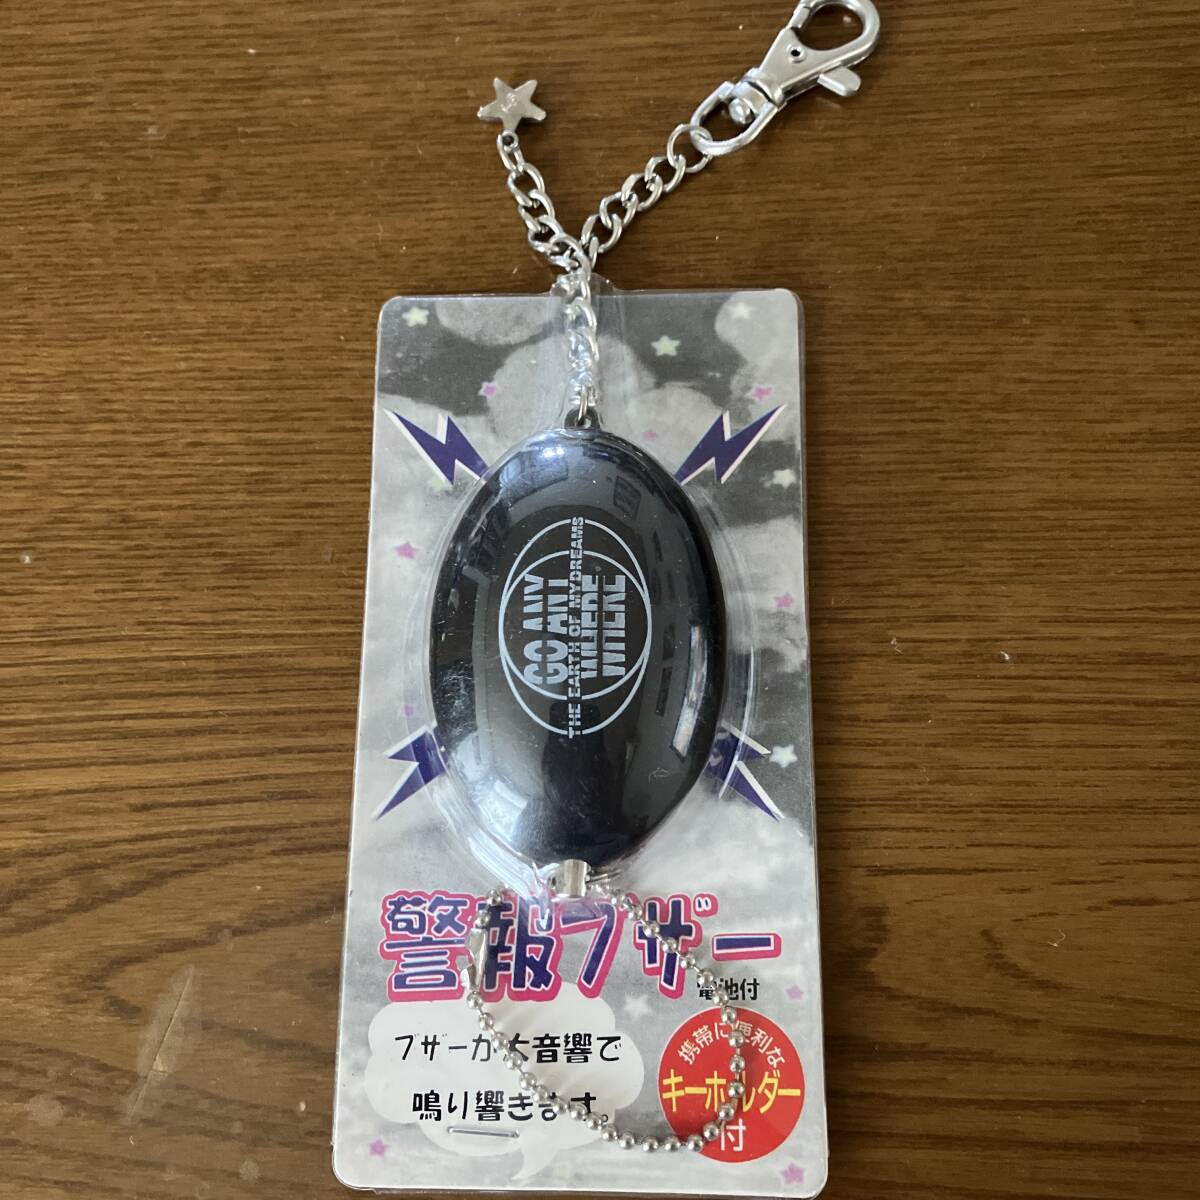 GO ANY
THE EARTH OF MYDREAMS
WHERE
警報ブザー
電池付
ブザーが大音響で
鳴り響きます。
携帯に便利な
キーホルダー
付